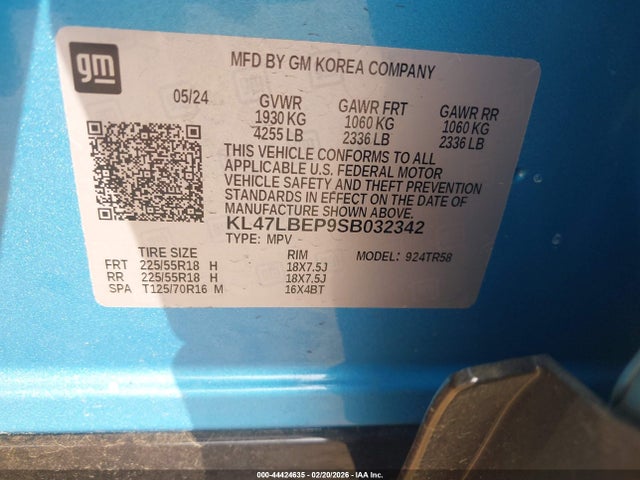 gm
MFD BY GM KOREA COMPANY
05/24 GVWR GAWR FRT GAWR RR
1930 KG 1060 KG 1060 KG
4255 LB 2336 LB 2336 LB
THIS VEHICLE CONFORMS TO ALL
APPLICABLE U.S. FEDERAL MOTOR
VEHICLE SAFETY AND THEFT PREVENTION
STANDARDS IN EFFECT ON THE DATE OF
MANUFACTURE SHOWN ABOVE.
KL47LBEP9SB032342
TYPE: MPV
TIRE SIZE MODEL: 924TR58
FRT 225/55R18 H 18X7.5J
RR 225/55R18 H 18X7.5J
SPA T125/70R16 M 16X4BT
000-44424635 - 02/20/2026 - IAA Inc.